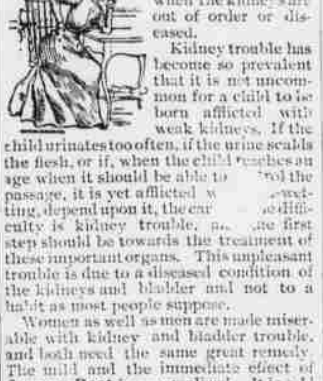 when the kidneys are
out of order or dis-
eased.
Kidney trouble has
become so prevalent
that it is not uncom-
mon for a child to be
born afflicted with
weak kidneys. If the
child urinates too often, if the urine scalds
the flesh, or if, when the child reaches an
age when it should be able to
passage, it is yet afflicted
ting, depend upon it, the diffi-
culty is kidney trouble, first
step should be towards the treatment of
these important organs. This unpleasant
trouble is due to a diseased condition of
the kidneys and bladder and not to a
habit as most people suppose.
Women as well as men are made miser-
able with kidney and bladder trouble,
and both need the same great remedy.
The mild and the immediate effect of